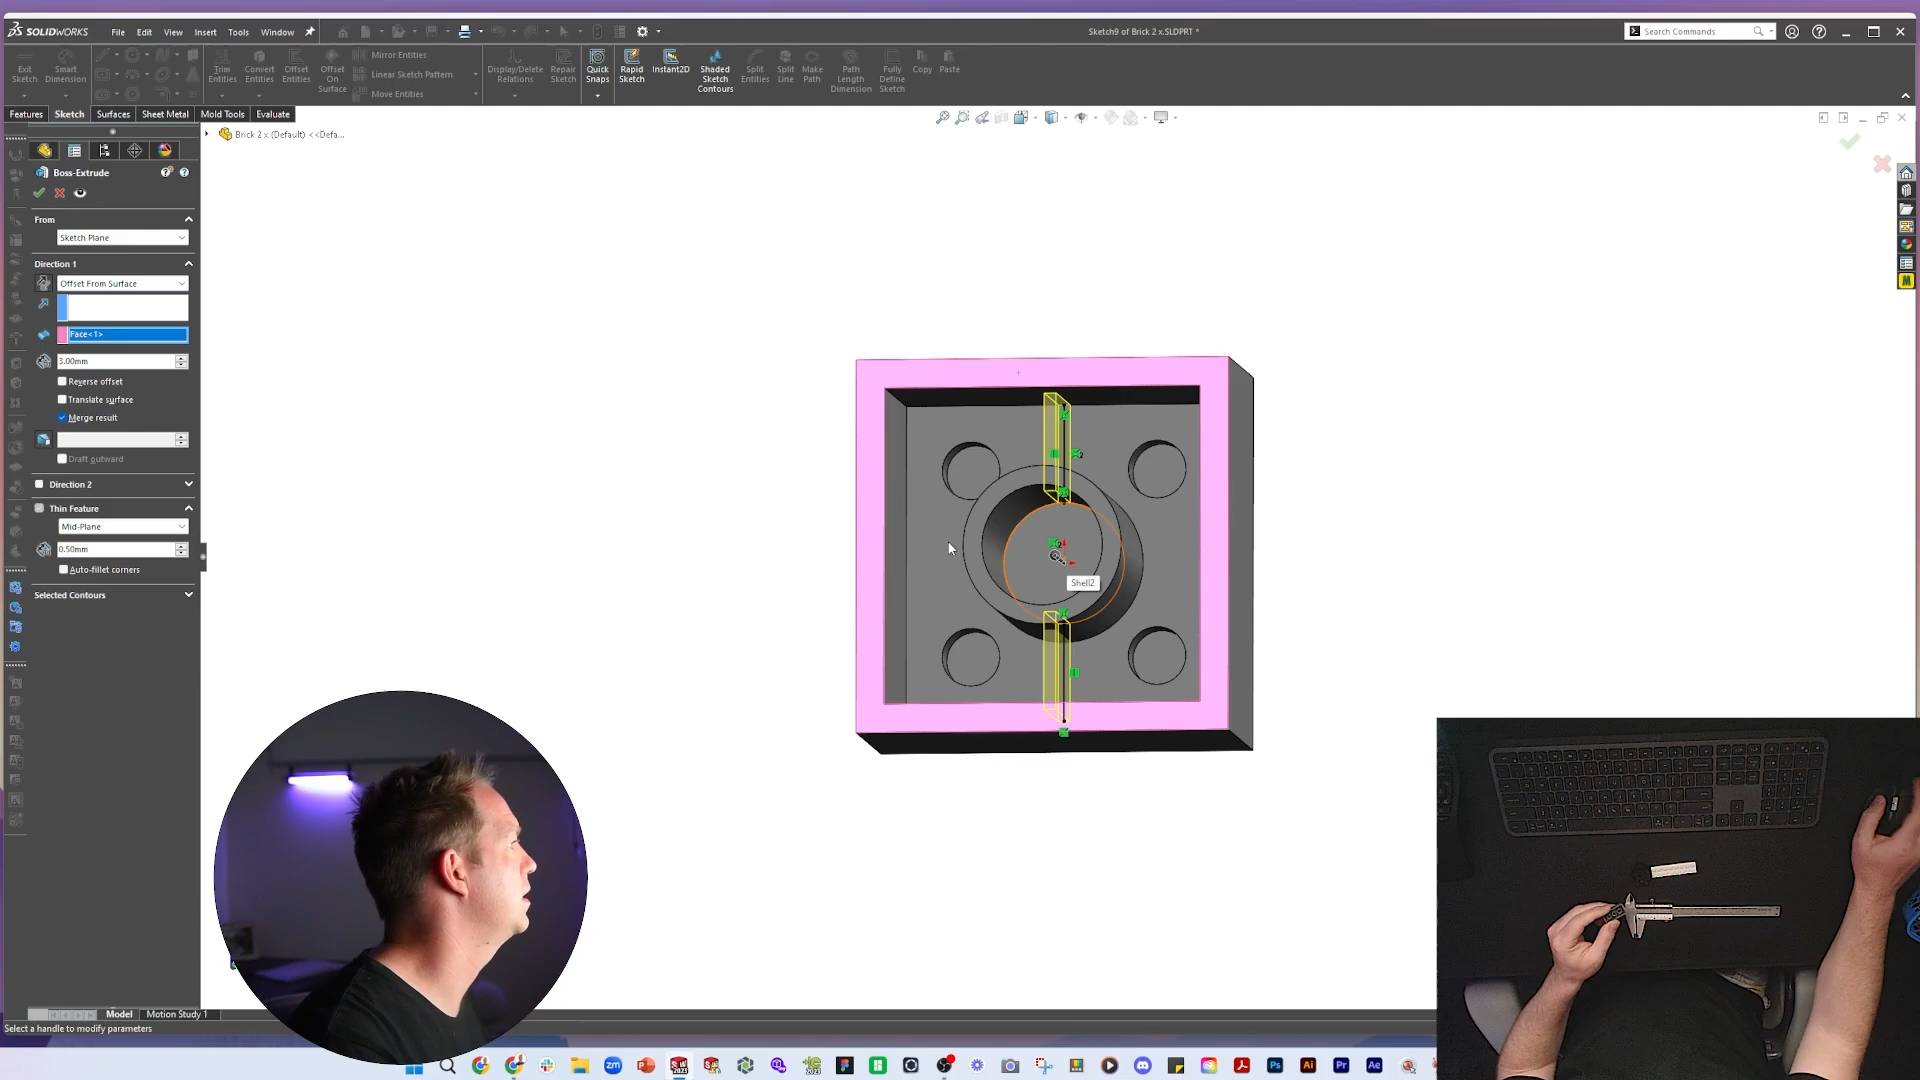 SOLIDWORKS
File
Edit
View
Insert
Tools
Window
Sketch9 of Brick 2 x.SLDPRT *
Search Commands
Exit Sketch
Smart Dimension
Trim Entities
Convert Entities
Offset Entities
Offset On Surface
Mirror Entities
Linear Sketch Pattern
Move Entities
Display/Delete Relations
Repair Sketch
Quick Snaps
Rapid Sketch
Instant2D
Shaded Sketch Contours
Split Entities
Split Line
Make Path
Path Length Dimension
Fully Define Sketch
Copy
Paste
Features
Sketch
Surfaces
Sheet Metal
Mold Tools
Evaluate
Brick 2 x (Default) <<Defa...
Boss-Extrude
From
Sketch Plane
Direction 1
Offset From Surface
Face<1>
3.00mm
Reverse offset
Translate surface
Merge result
Draft outward
Direction 2
Thin Feature
Mid-Plane
0.50mm
Auto-fillet corners
Selected Contours
Shell2
Model
Motion Study 1
Select a handle to modify parameters